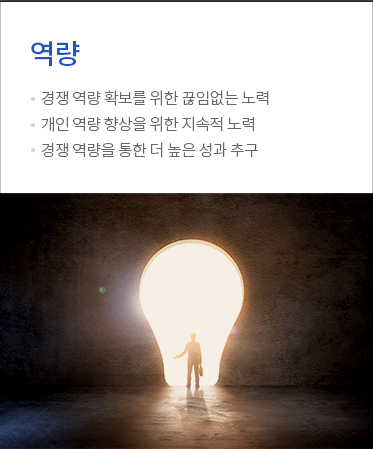 역량
경쟁 역량 확보를 위한 끊임없는 노력
개인 역량 향상을 위한 지속적 노력
경쟁 역량을 통한 더 높은 성과 추구